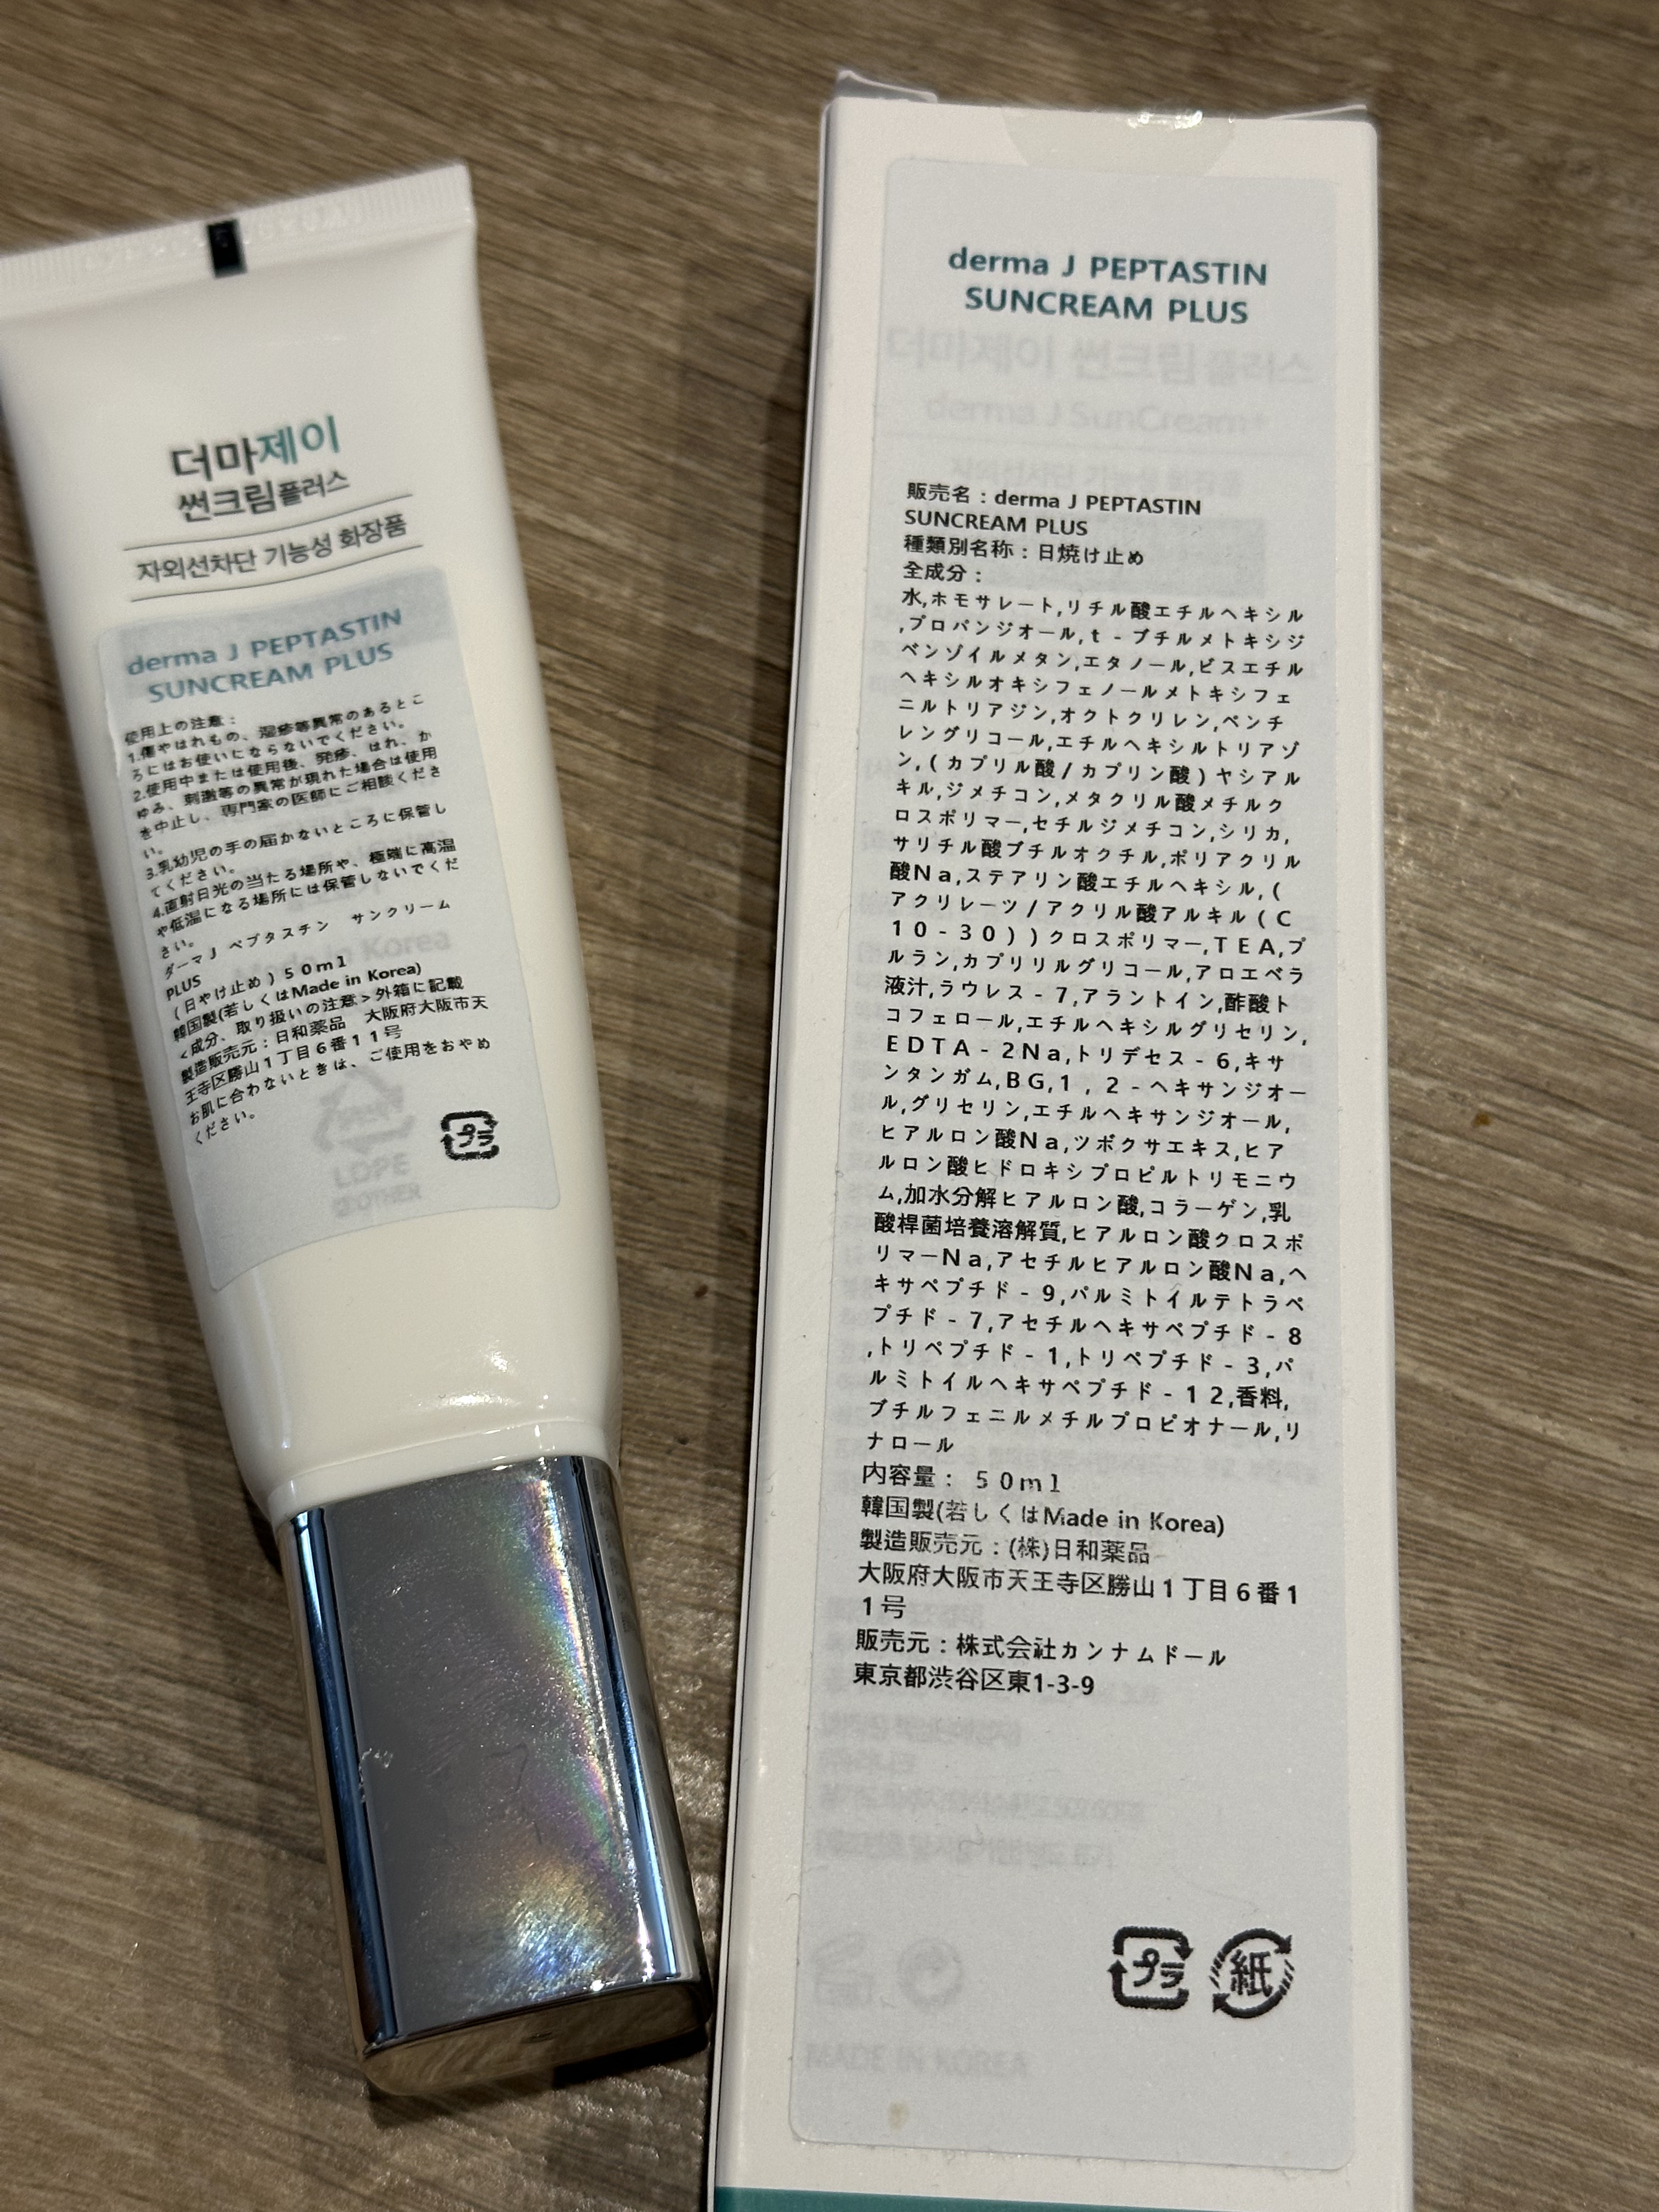 더마제이
썬크림플러스
자외선차단 기능성 화장품
derma J PEPTASTIN
SUNCREAM PLUS
使用上の注意：
1.傷やはれもの、湿疹等異常のあるとこ
ろにはお使いにならないでください。
2.使用中または使用後、発疹、はれ、か
ゆみ、刺激等の異常が現れた場合は使用
を中止し、専門家の医師にご相談くださ
い。
3.乳幼児の手の届かないところに保管し
てください。
4.直射日光の当たる場所や、極端に高温
や低温になる場所には保管しないでくだ
さい。
ダーマJ ペプタスチン サンクリーム
PLUS
(日やけ止め)50ml
韓国製(若しくはMade in Korea)
<成分、取り扱いの注意>外箱に記載
製造販売元：日和薬品 大阪府大阪市天
王寺区勝山1丁目6番11号
お肌に合わないときは、ご使用をおやめ
ください。
LDPE
プラ
derma J PEPTASTIN
SUNCREAM PLUS
더마제이 썬크림플러스
derma J SunCream+
販売名：derma J PEPTASTIN
SUNCREAM PLUS
種類別名称：日焼け止め
全成分：
水,ホモサレート,リチル酸エチルヘキシル
,プロパンジオール,t-ブチルメトキシジ
ベンゾイルメタン,エタノール,ビスエチル
ヘキシルオキシフェノールメトキシフェ
ニルトリアジン,オクトクリレン,ペンチ
レングリコール,エチルヘキシルトリアゾ
ン,(カプリル酸/カプリン酸)ヤシアル
キル,ジメチコン,メタクリル酸メチルク
ロスポリマー,セチルジメチコン,シリカ,
サリチル酸ブチルオクチル,ポリアクリル
酸Na,ステアリン酸エチルヘキシル,(
アクリレーツ/アクリル酸アルキル(C
10-30))クロスポリマー,TEA,プ
ルラン,カプリリルグリコール,アロエベラ
液汁,ラウレス-7,アラントイン,酢酸ト
コフェロール,エチルヘキシルグリセリン,
EDTA-2Na,トリデセス-6,キサ
ンタンガム,BG,1,2-ヘキサンジオー
ル,グリセリン,エチルヘキサンジオール,
ヒアルロン酸Na,ツボクサエキス,ヒア
ルロン酸ヒドロキシプロピルトリモニウ
ム,加水分解ヒアルロン酸,コラーゲン,乳
酸桿菌培養溶解質,ヒアルロン酸クロスポ
リマーNa,アセチルヒアルロン酸Na,ヘ
キサペプチド-9,パルミトイルテトラペ
プチド-7,アセチルヘキサペプチド-8
,トリペプチド-1,トリペプチド-3,パ
ルミトイルヘキサペプチド-12,香料,
ブチルフェニルメチルプロピオナール,リ
ナロール
内容量：50ml
韓国製(若しくはMade in Korea)
製造販売元：(株)日和薬品
大阪府大阪市天王寺区勝山1丁目6番1
1号
販売元：株式会社カンナムドール
東京都渋谷区東1-3-9
プラ 紙
MADE IN KOREA